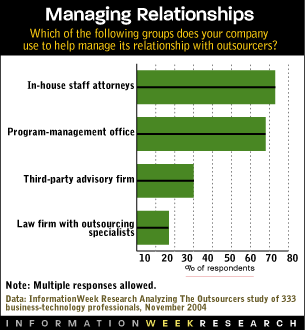 Managing Relationships
Which of the following groups does your company
use to help manage its relationship with outsourcers?
In-house staff attorneys
Program-management office
Third-party advisory firm
Law firm with outsourcing
specialists
10 20 30 40 50 60 70 80
% of respondents
Note: Multiple responses allowed.
Data: InformationWeek Research Analyzing The Outsourcers study of 333
business-technology professionals, November 2004
INFORMATIONWEEKRESEARCH